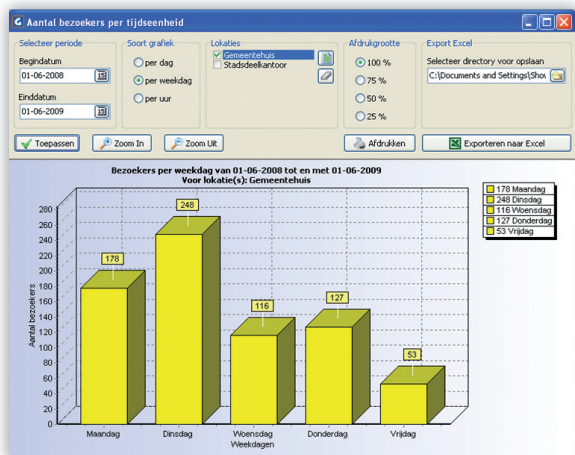 Aantal bezoekers per tijdseenheid
Selecteer periode
Begindatum
01-06-2008
15
Einddatum
01-06-2009
15
Soort grafiek
per dag
per weekdag
per uur
Lokaties
Gemeentehuis
Stadsdeelkantoor
Afdrukgrootte
100 %
75 %
50 %
25 %
Export Excel
Selecteer directory voor opslaan
C:\Documents and Settings\Shou
Toepassen
Zoom In
Zoom Uit
Afdrukken
Exporteren naar Excel
Bezoekers per weekdag van 01-06-2008 tot en met 01-06-2009
Voor lokatie(s): Gemeentehuis
178 Maandag
248 Dinsdag
116 Woensdag
127 Donderdag
53 Vrijdag
Aantal bezoekers
280
260
240
220
200
180
160
140
120
100
80
60
40
20
0
178
248
116
127
53
Maandag
Dinsdag
Woensdag
Donderdag
Vrijdag
Weekdagen